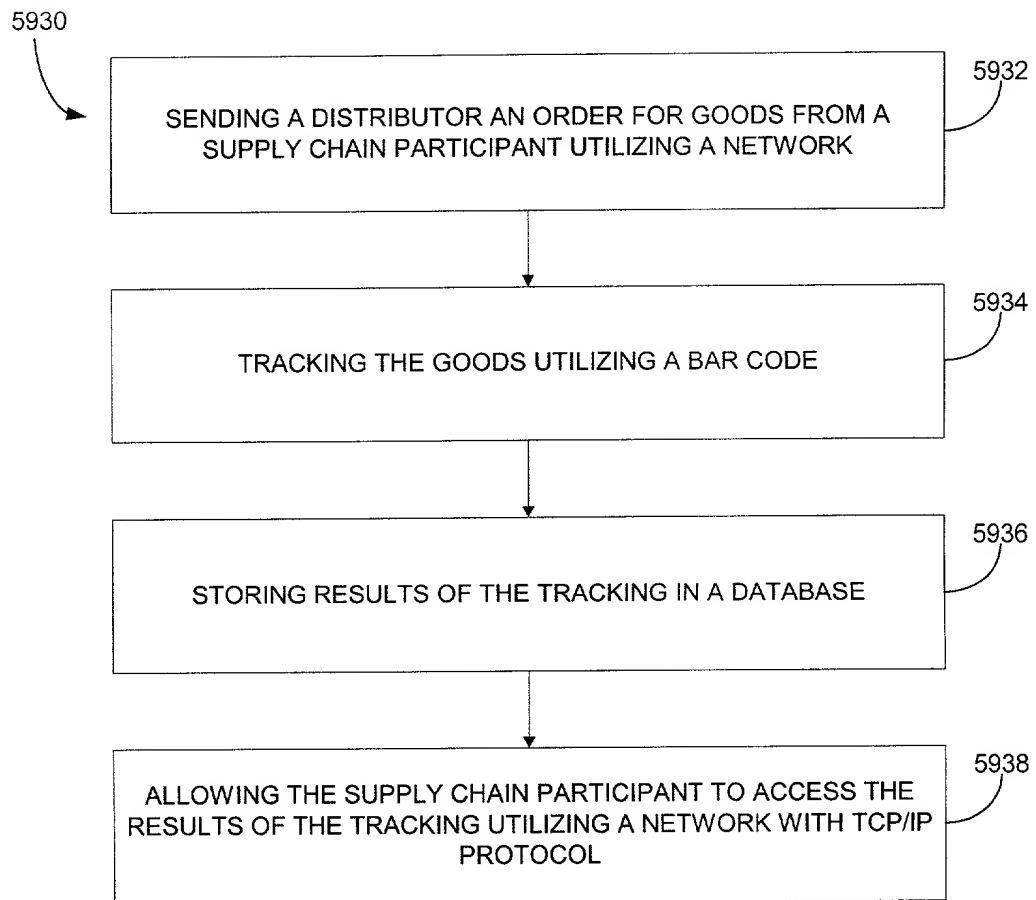 5930
5932
SENDING A DISTRIBUTOR AN ORDER FOR GOODS FROM A
SUPPLY CHAIN PARTICIPANT UTILIZING A NETWORK
5934
TRACKING THE GOODS UTILIZING A BAR CODE
5936
STORING RESULTS OF THE TRACKING IN A DATABASE
5938
ALLOWING THE SUPPLY CHAIN PARTICIPANT TO ACCESS THE
RESULTS OF THE TRACKING UTILIZING A NETWORK WITH TCP/IP
PROTOCOL